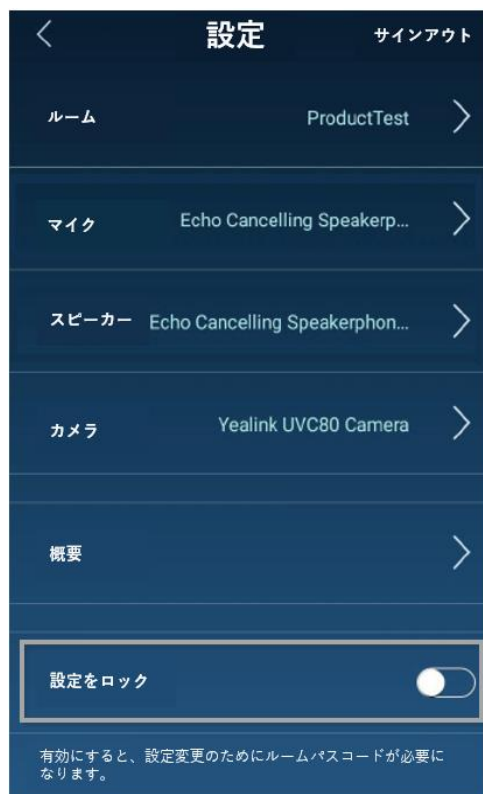 設定 サインアウト
ルーム ProductTest
マイク Echo Cancelling Speakerp...
スピーカー Echo Cancelling Speakerphon...
カメラ Yealink UVC80 Camera
概要
設定をロック
有効にすると、設定変更のためにルームパスコードが必要に
なります。